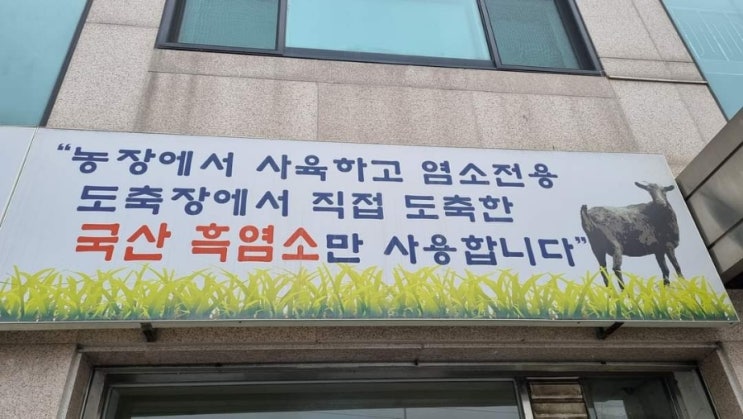 “농장에서 사육하고 염소전용
도축장에서 직접 도축한
국산 흑염소만 사용합니다”